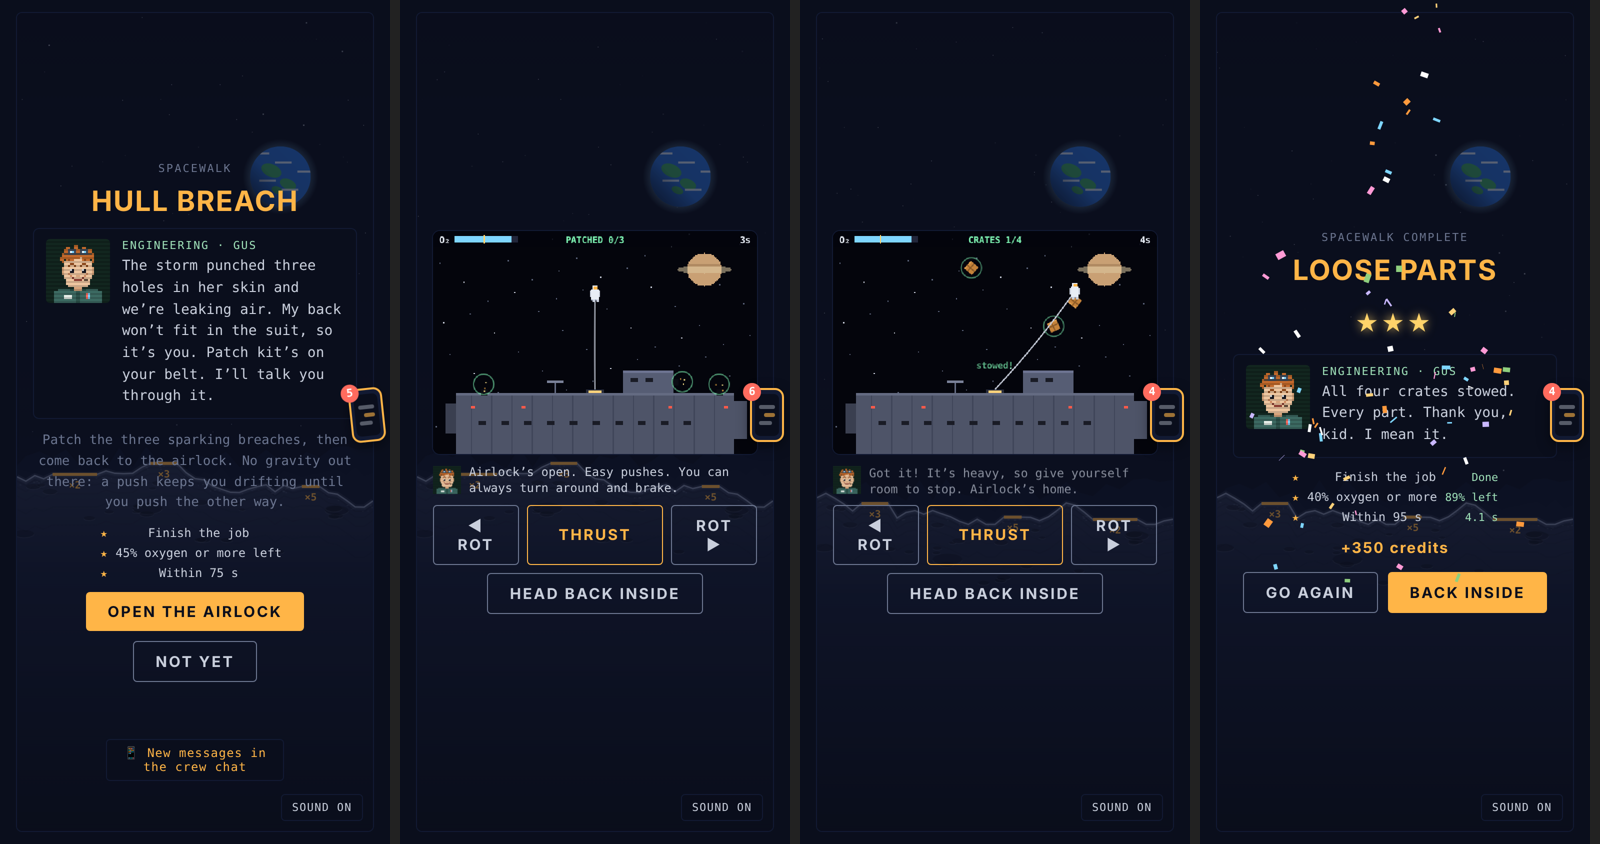 SPACEWALK
HULL BREACH
ENGINEERING · GUS
The storm punched three
holes in her skin and
we're leaking air. My back
won't fit in the suit, so
it's you. Patch kit's on
your belt. I'll talk you
through it.
5
Patch the three sparking breaches, then
come back to the airlock. No gravity out
there: a push keeps you drifting until
you push the other way.
×2
×3
×5
★ Finish the job
★ 45% oxygen or more left
★ Within 75 s
OPEN THE AIRLOCK
NOT YET
New messages in
the crew chat
SOUND ON
O₂
PATCHED 0/3
3s
6
Airlock's open. Easy pushes. You can
always turn around and brake.
×5
◀
ROT
THRUST
ROT
▶
HEAD BACK INSIDE
SOUND ON
O₂
CRATES 1/4
4s
stowed!
4
Got it! It's heavy, so give yourself
room to stop. Airlock's home.
×3
×5
◀
ROT
THRUST
ROT
▶
HEAD BACK INSIDE
SOUND ON
SPACEWALK COMPLETE
LOOSE PARTS
★★★
ENGINEERING · GUS
All four crates stowed.
Every part. Thank you,
kid. I mean it.
4
★ Finish the job Done
★ 40% oxygen or more 89% left
★ Within 95 s 4.1 s
×3
×5
×2
+350 credits
GO AGAIN
BACK INSIDE
SOUND ON